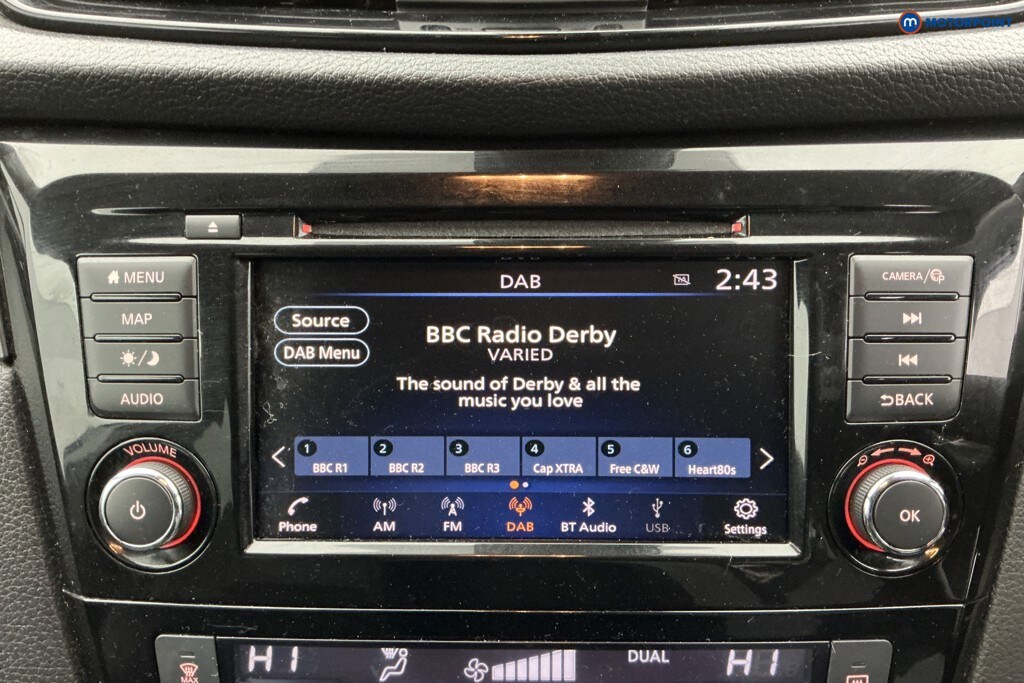 m MOTORPOINT
MENU
MAP
AUDIO
VOLUME
DAB
2:43
Source
DAB Menu
BBC Radio Derby
VARIED
The sound of Derby & all the
music you love
1 BBC R1
2 BBC R2
3 BBC R3
4 Cap XTRA
5 Free C&W
6 Heart80s
Phone
AM
FM
DAB
BT Audio
USB
Settings
CAMERA/
BACK
OK
MAX
HI
DUAL
HI